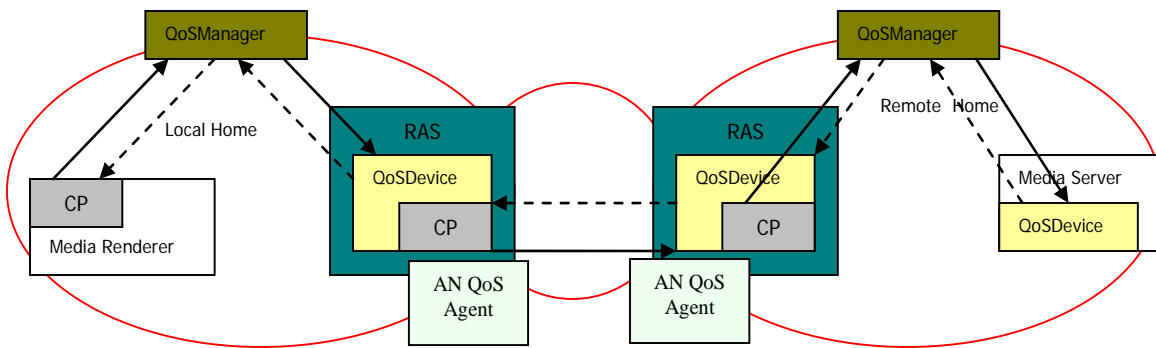 QoSManager
QoSManager
Local Home
Remote Home
RAS
RAS
QoSDevice
QoSDevice
Media Server
CP
CP
CP
QoSDevice
Media Renderer
AN QoS
Agent
AN QoS
Agent